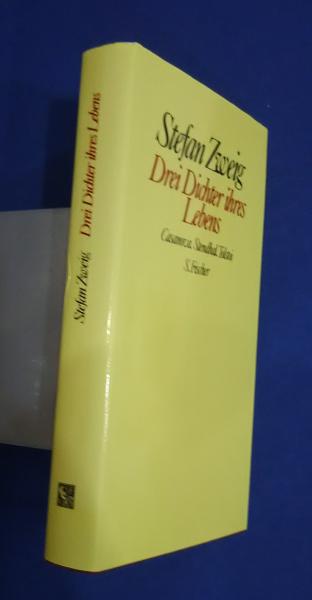 Stefan Zweig Drei Dichter ihres Lebens
Stefan Zweig
Drei Dichter ihres
Lebens
Casanova. Stendhal. Tolstoi
S. Fischer